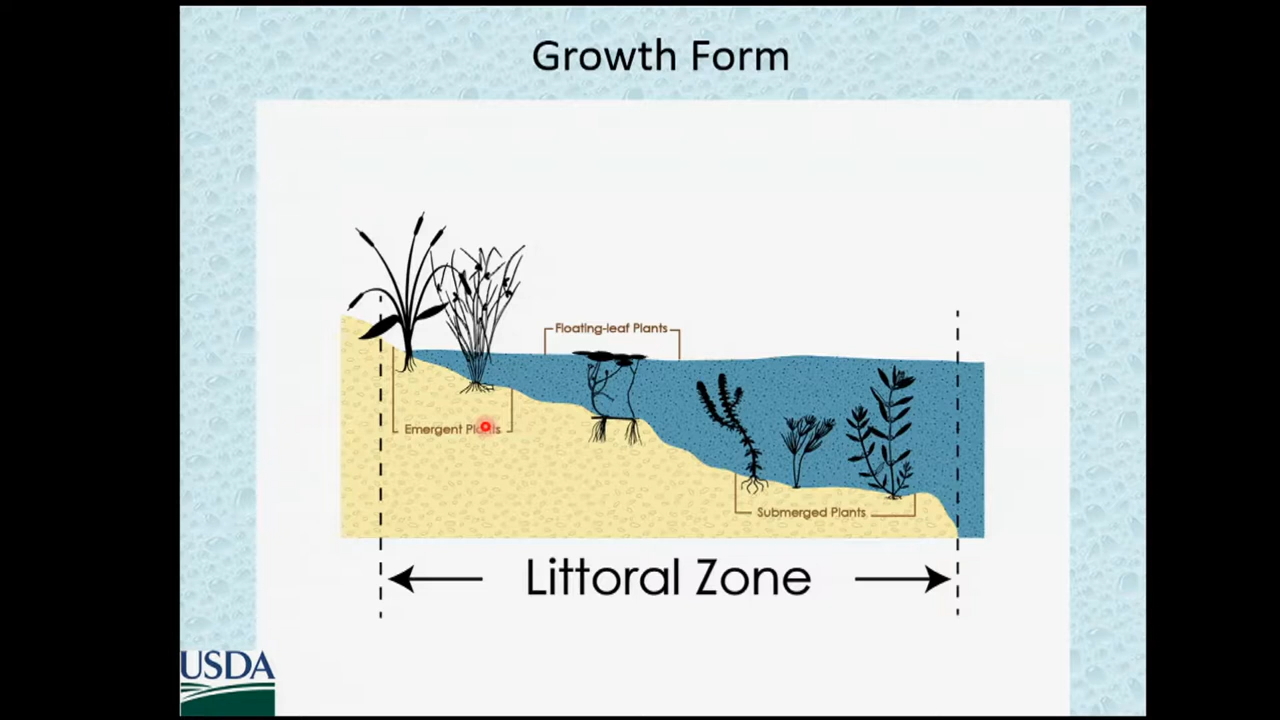 Growth Form
Floating-leaf Plants
Emergent Plants
Submerged Plants
Littoral Zone
USDA